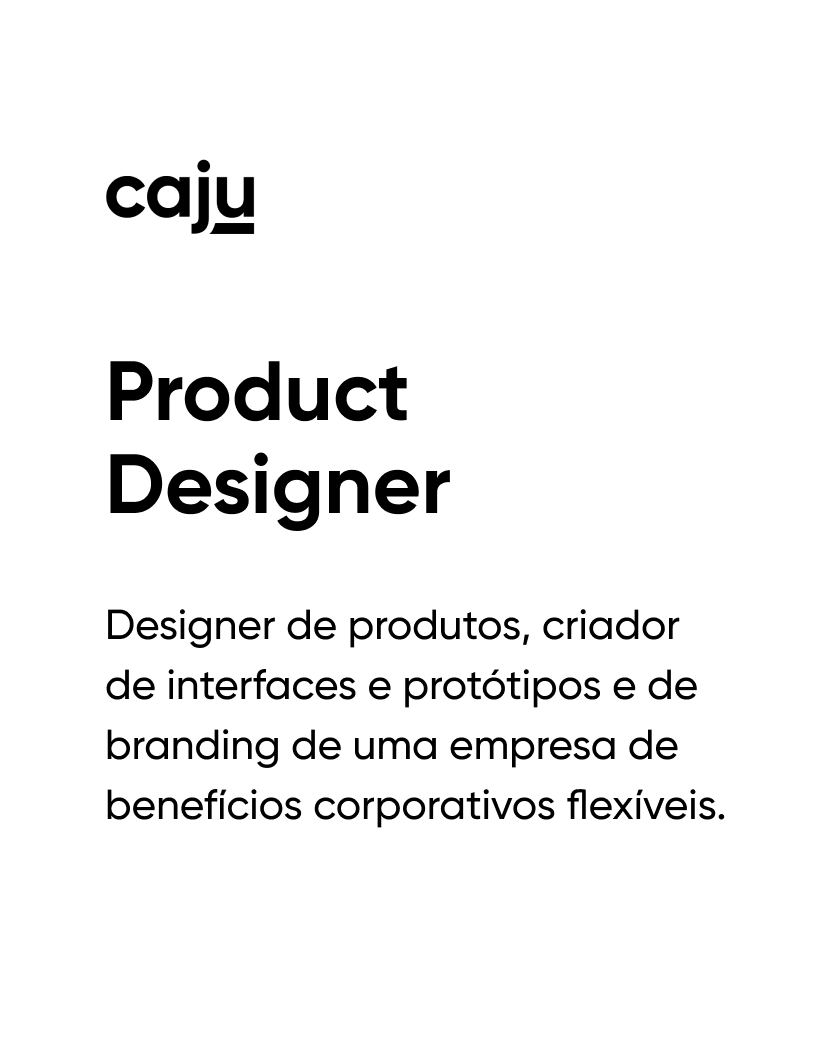 caju
Product
Designer
Designer de produtos, criador
de interfaces e protótipos e de
branding de uma empresa de
benefícios corporativos flexíveis.